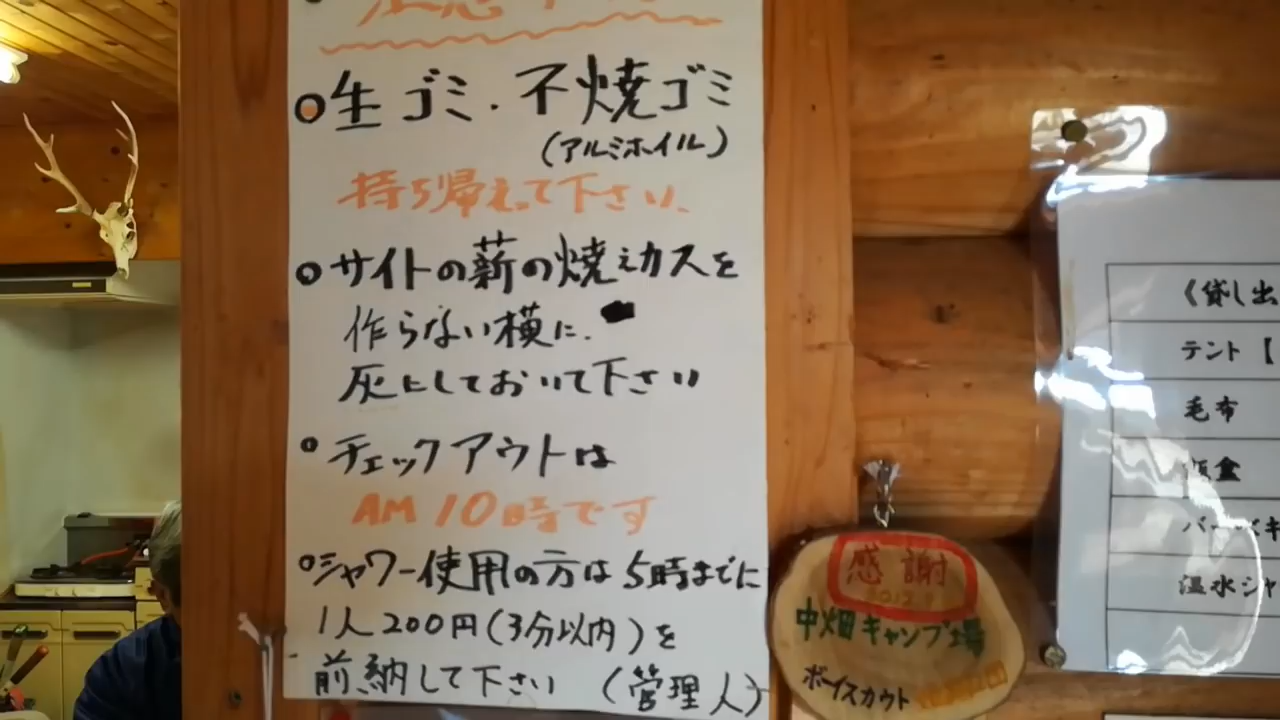 ○生ゴミ・不焼ゴミ
(アルミホイル)
持ち帰えって下さい、
○サイトの薪の焼えカスを
作らない横に、
灰にしておいて下さい
○チェックアウトは
AM 10時です
○シャワー使用の方は5時までに
1人200円(3分以内)を
前納して下さい (管理人)
感謝
中畑キャンプ場
ボーイスカウト
《貸し出
テント【
毛布
飯盒
バーベキ
温水シャ